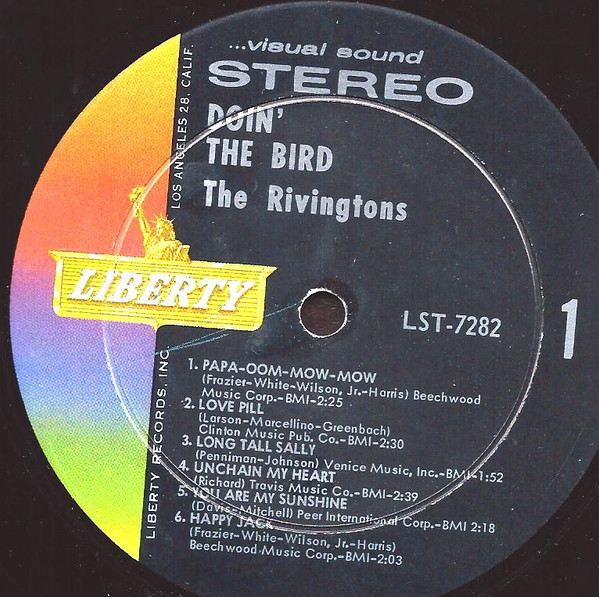 ...visual sound
STEREO
DOIN'
THE BIRD
The Rivingtons
LOS ANGELES 28, CALIF.
LIBERTY
LIBERTY RECORDS, INC.
LST-7282
1
1. PAPA-OOM-MOW-MOW
(Frazier-White-Wilson, Jr.-Harris) Beechwood
Music Corp.-BMI-2:25
2. LOVE PILL
(Larson-Marcellino-Greenbach)
Clinton Music Pub. Co.-BMI-2:30
3. LONG TALL SALLY
(Penniman-Johnson) Venice Music, Inc.-BMI-1:52
4. UNCHAIN MY HEART
(Richard) Travis Music Co.-BMI-2:39
5. YOU ARE MY SUNSHINE
(Davis-Mitchell) Peer International Corp.-BMI 2:18
6. HAPPY JACK
(Frazier-White-Wilson, Jr.-Harris)
Beechwood Music Corp.-BMI-2:03